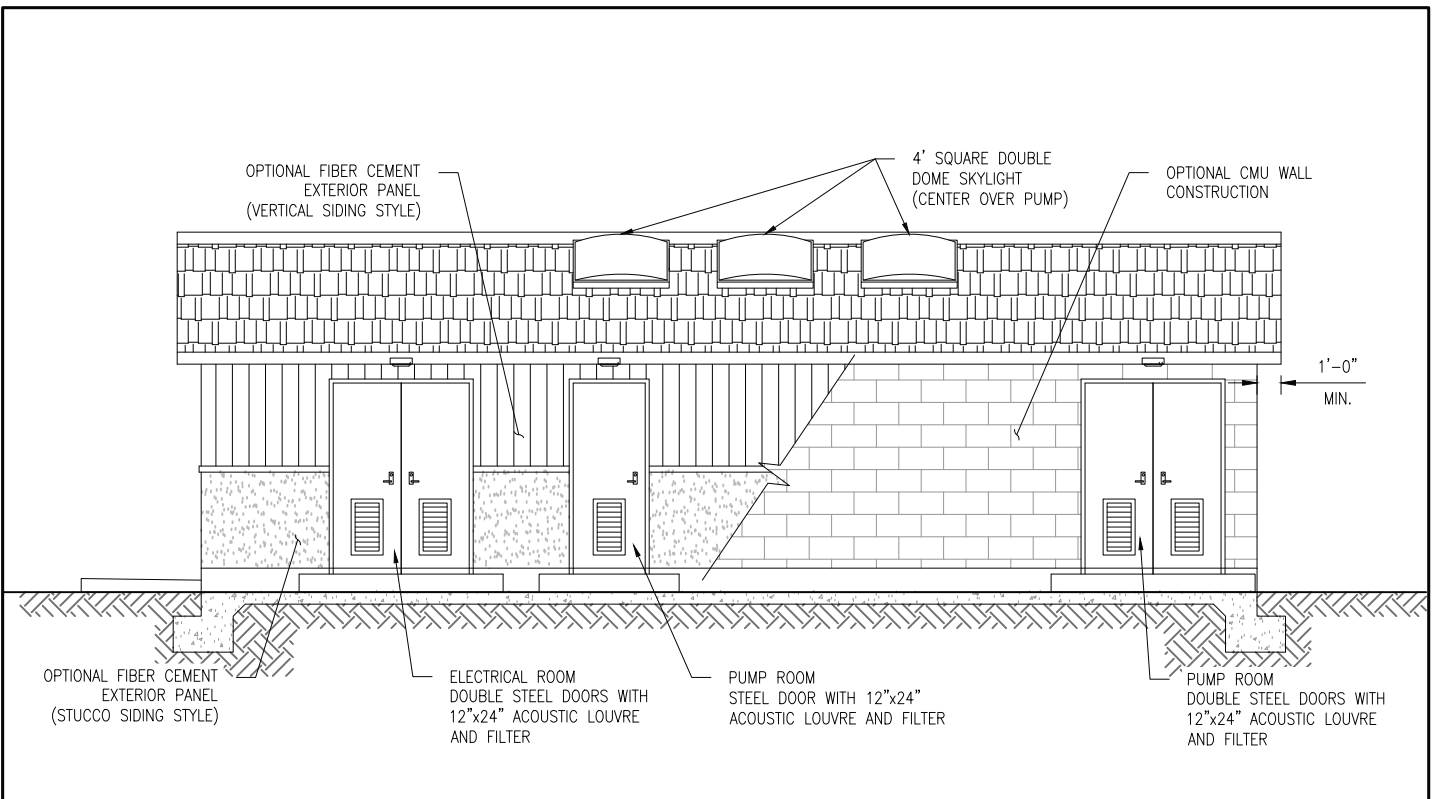 OPTIONAL FIBER CEMENT
EXTERIOR PANEL
(VERTICAL SIDING STYLE)
4' SQUARE DOUBLE
DOME SKYLIGHT
(CENTER OVER PUMP)
OPTIONAL CMU WALL
CONSTRUCTION
1'-0"
MIN.
OPTIONAL FIBER CEMENT
EXTERIOR PANEL
(STUCCO SIDING STYLE)
ELECTRICAL ROOM
DOUBLE STEEL DOORS WITH
12"x24" ACOUSTIC LOUVRE
AND FILTER
PUMP ROOM
STEEL DOOR WITH 12"x24"
ACOUSTIC LOUVRE AND FILTER
PUMP ROOM
DOUBLE STEEL DOORS WITH
12"x24" ACOUSTIC LOUVRE
AND FILTER